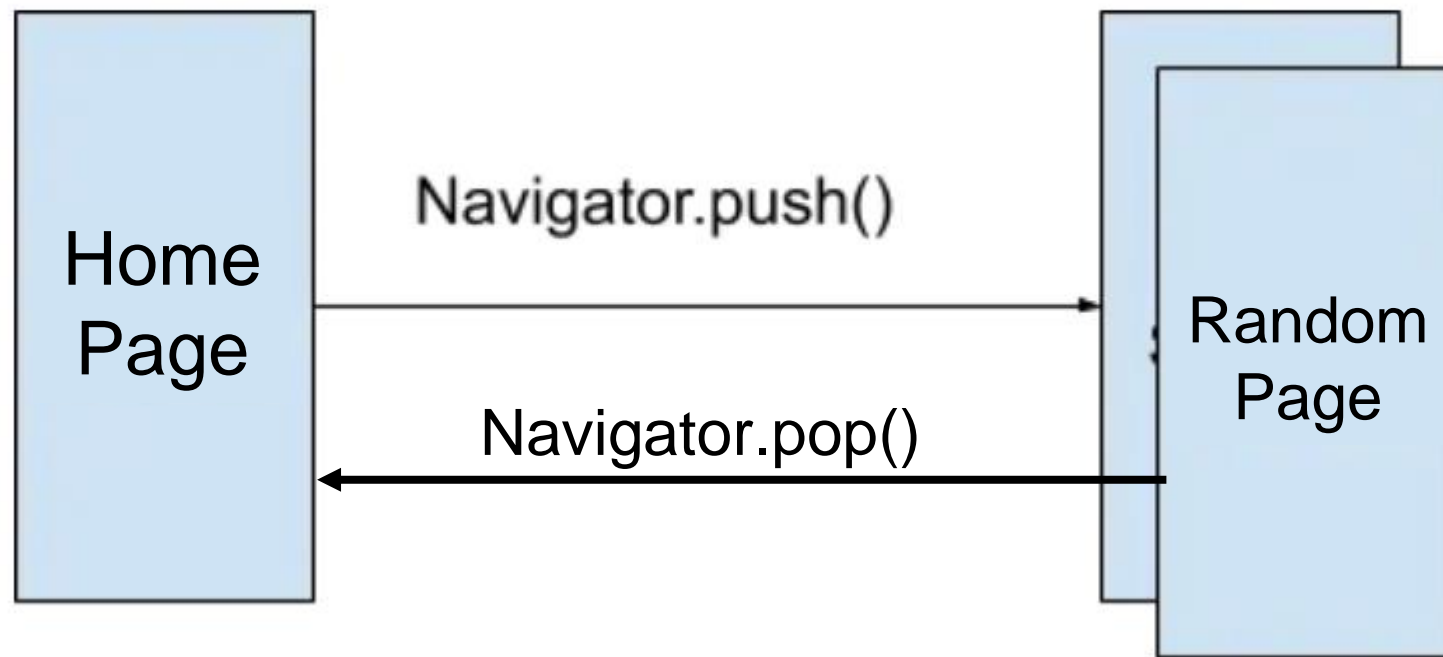 Home
Page
Navigator.push()
Navigator.pop()
Random
Page